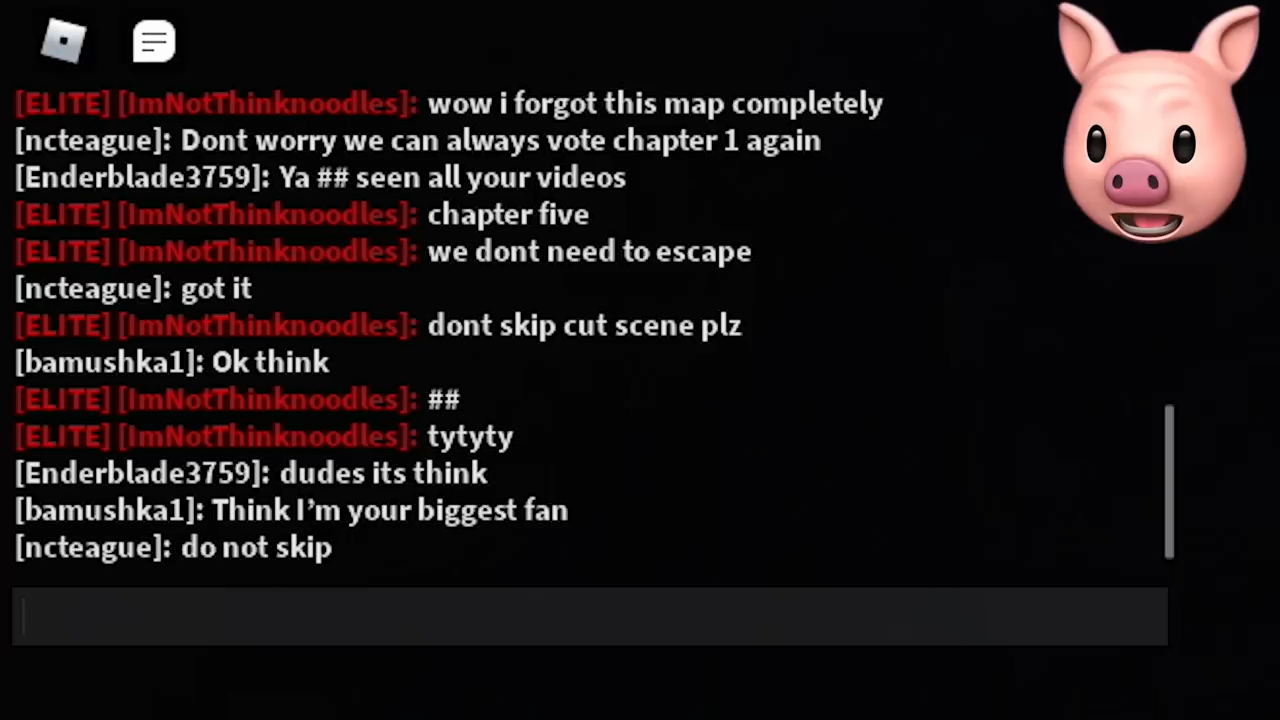 [ELITE] [ImNotThinknoodles]: wow i forgot this map completely
[ncteague]: Dont worry we can always vote chapter 1 again
[Enderblade3759]: Ya ## seen all your videos
[ELITE] [ImNotThinknoodles]: chapter five
[ELITE] [ImNotThinknoodles]: we dont need to escape
[ncteague]: got it
[ELITE] [ImNotThinknoodles]: dont skip cut scene plz
[bamushka1]: Ok think
[ELITE] [ImNotThinknoodles]: ##
[ELITE] [ImNotThinknoodles]: tytyty
[Enderblade3759]: dudes its think
[bamushka1]: Think I’m your biggest fan
[ncteague]: do not skip